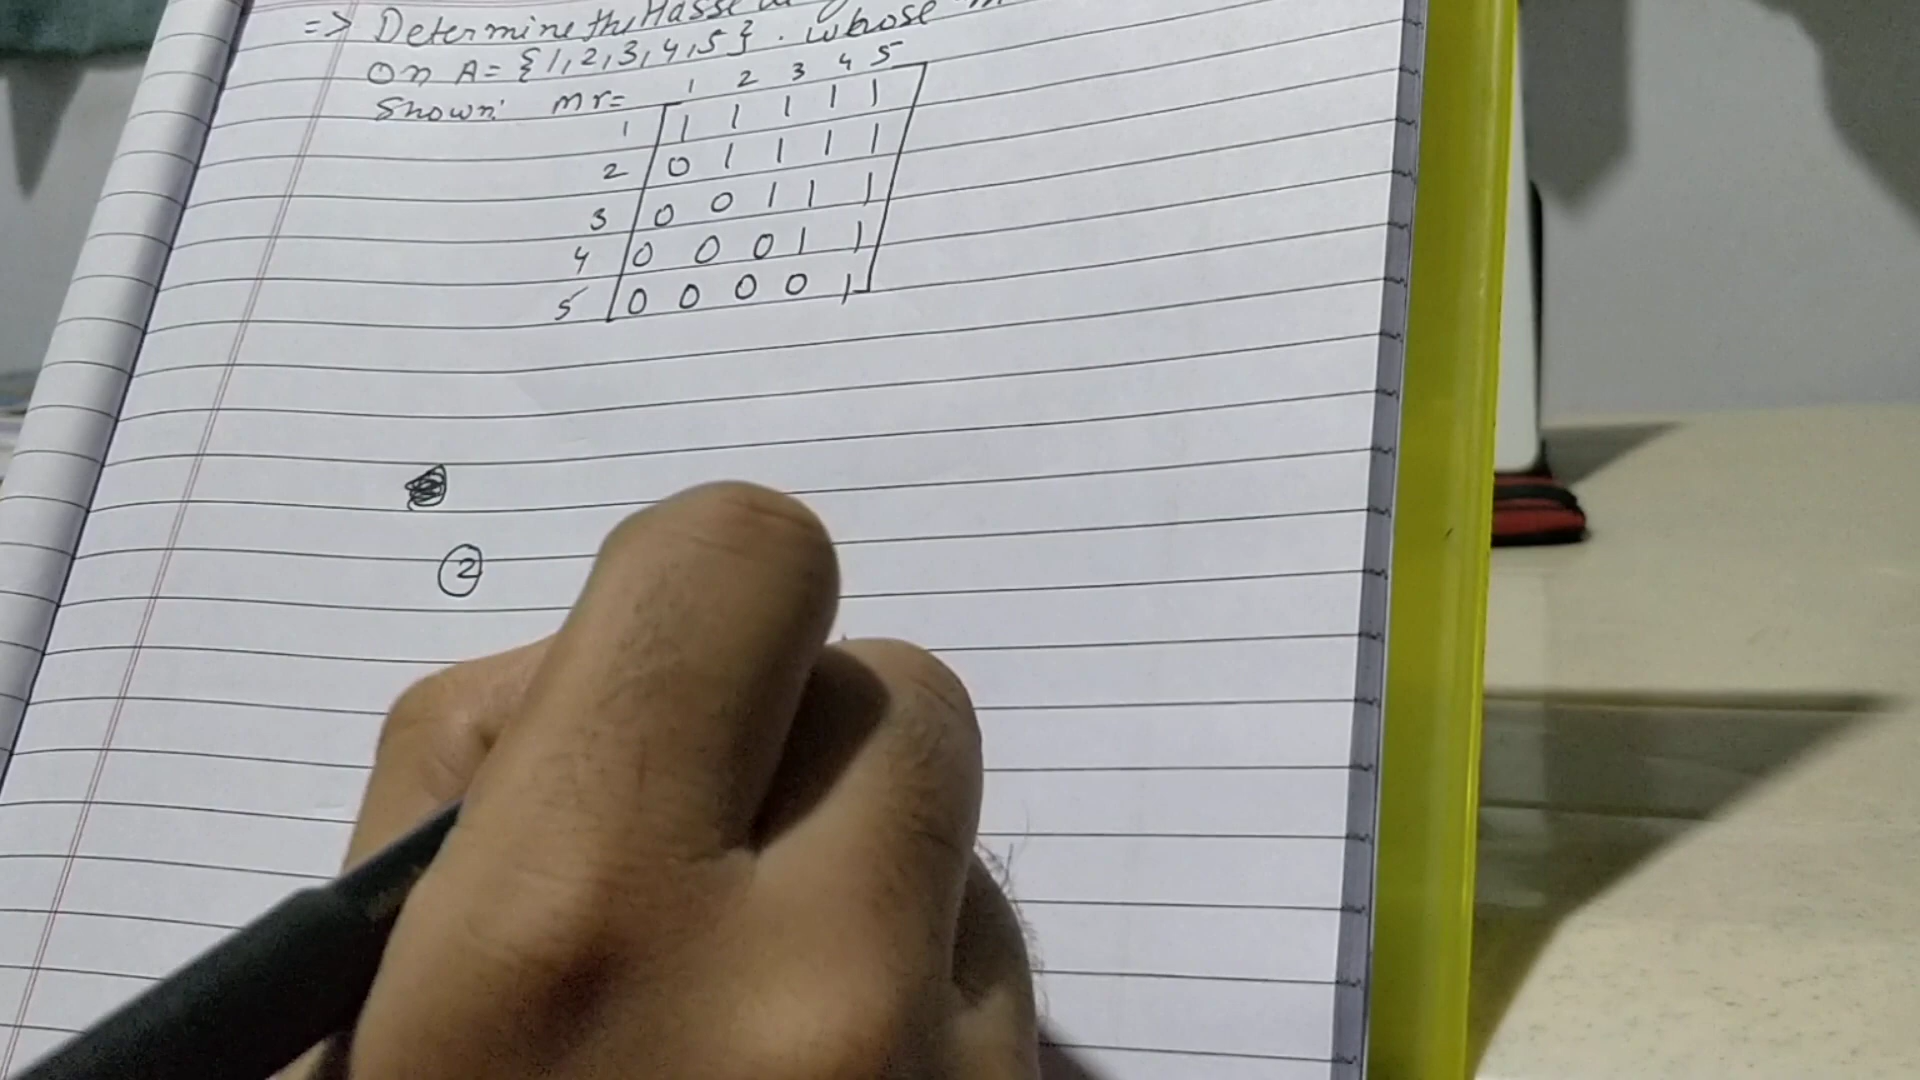 => Determine the Hasse
on A = {1,2,3,4,5}. whose
Shown: mr=
1 2 3 4 5
1 1 1 1 1 1
2 0 1 1 1 1
3 0 0 1 1 1
4 0 0 0 1 1
5 0 0 0 0 1
2